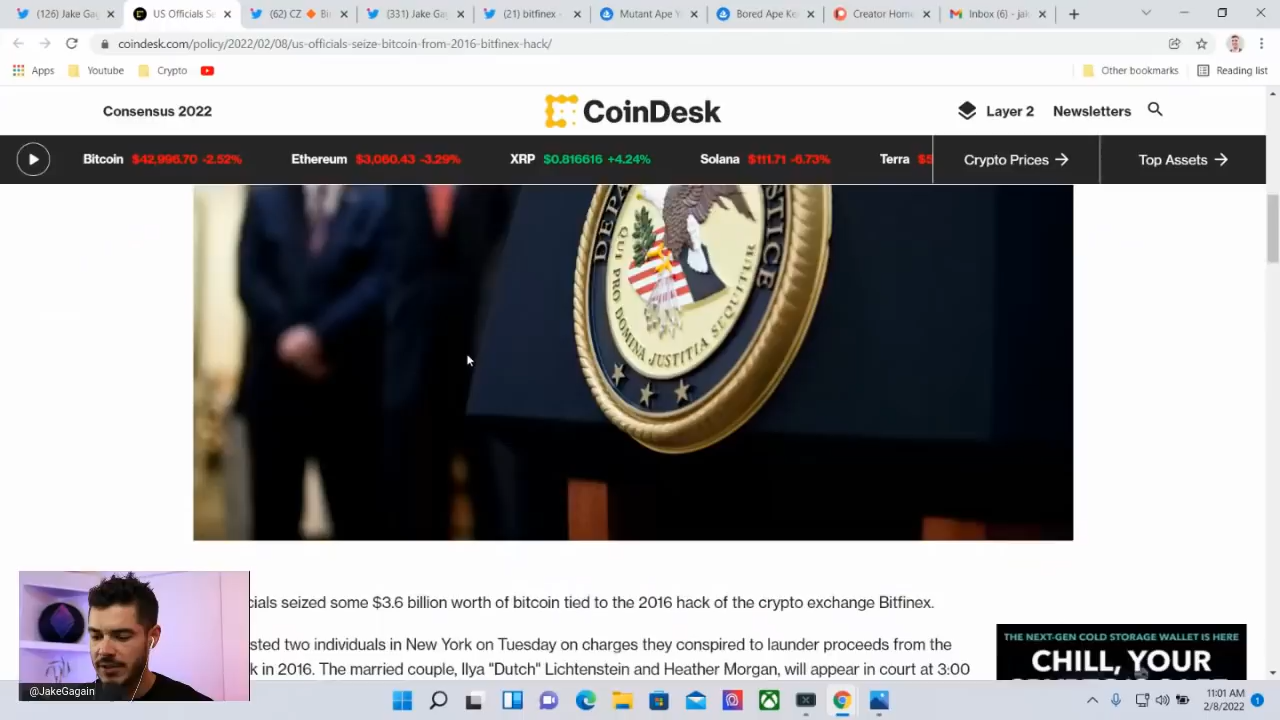 (126) Jake Gag
US Officials Se
(62) CZ 🔶 Bi
(331) Jake Ga
(21) bitfinex -
Mutant Ape Y
Bored Ape Ke
Creator Home
Inbox (6) - jak
coindesk.com/policy/2022/02/08/us-officials-seize-bitcoin-from-2016-bitfinex-hack/
Apps
Youtube
Crypto
Other bookmarks
Reading list
Consensus 2022
CoinDesk
Layer 2
Newsletters
Bitcoin $42,996.70 -2.52%
Ethereum $3,060.43 -3.29%
XRP $0.816616 +4.24%
Solana $111.71 -6.73%
Terra $5
Crypto Prices →
Top Assets →
QUI PRO DOMINA JUSTITIA SEQUITUR
cials seized some $3.6 billion worth of bitcoin tied to the 2016 hack of the crypto exchange Bitfinex.
sted two individuals in New York on Tuesday on charges they conspired to launder proceeds from the
k in 2016. The married couple, Ilya "Dutch" Lichtenstein and Heather Morgan, will appear in court at 3:00
THE NEXT-GEN COLD STORAGE WALLET IS HERE
CHILL, YOUR
@JakeGagain
11:01 AM
2/8/2022
1